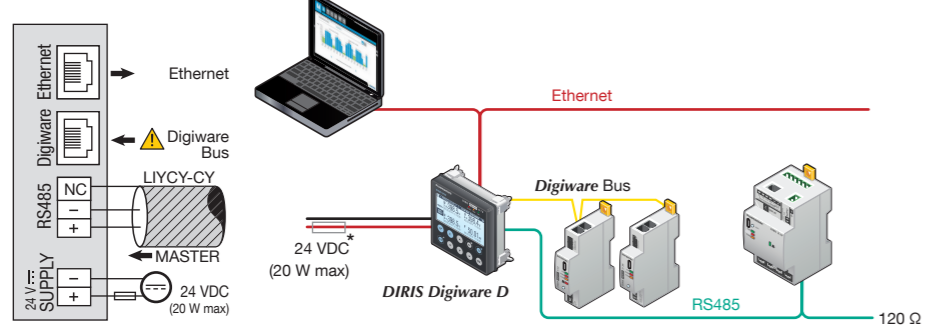 Ethernet
Ethernet
Digiware
Digiware
Bus
RS485
NC
–
+
LIYCY-CY
MASTER
24 V
SUPPLY
–
+
24 VDC
(20 W max)
Ethernet
Digiware Bus
*
24 VDC
(20 W max)
DIRIS Digiware D
RS485
120 Ω